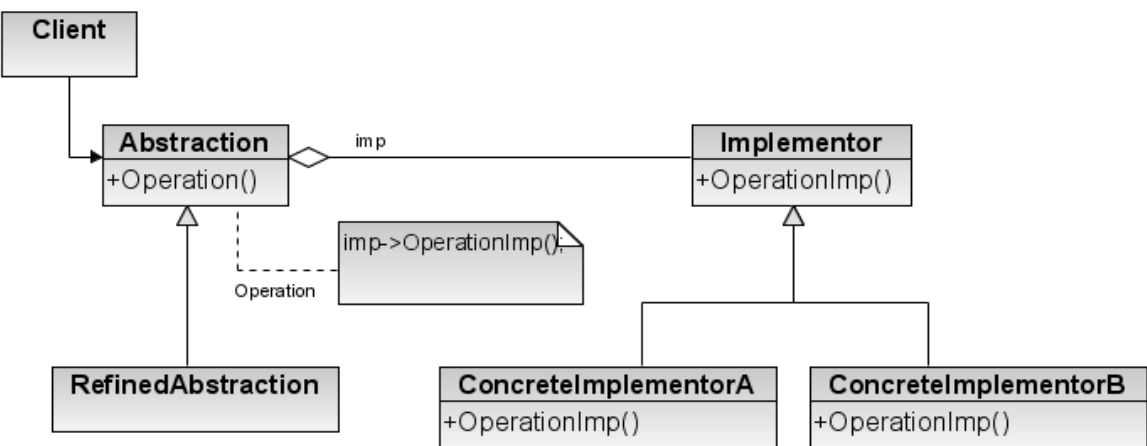 Client
Abstraction
+Operation()
imp
Implementor
+OperationImp()
imp->OperationImp();
Operation
RefinedAbstraction
ConcreteImplementorA
+OperationImp()
ConcreteImplementorB
+OperationImp()